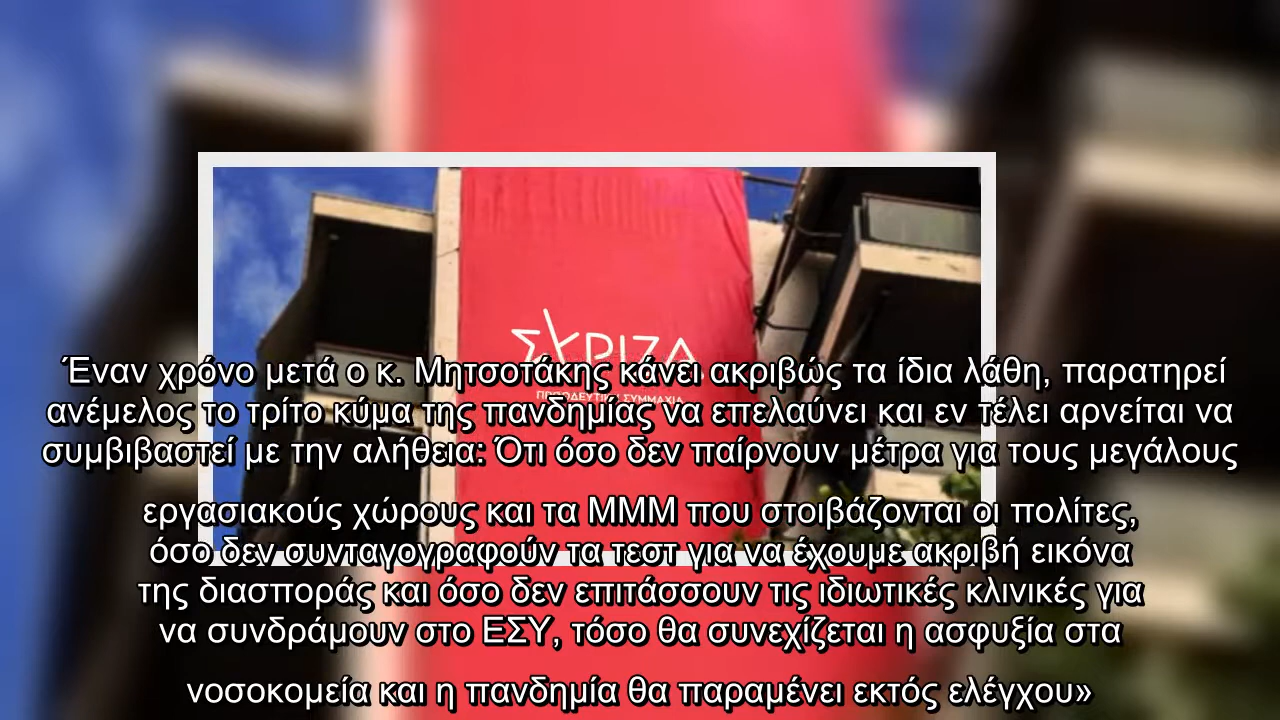 ΣΥΡΙΖΑ
ΠΡΟΟΔΕΥΤΙΚΗ ΣΥΜΜΑΧΙΑ
Έναν χρόνο μετά ο κ. Μητσοτάκης κάνει ακριβώς τα ίδια λάθη, παρατηρεί
ανέμελος το τρίτο κύμα της πανδημίας να επελαύνει και εν τέλει αρνείται να
συμβιβαστεί με την αλήθεια: Ότι όσο δεν παίρνουν μέτρα για τους μεγάλους
εργασιακούς χώρους και τα ΜΜΜ που στοιβάζονται οι πολίτες,
όσο δεν συνταγογραφούν τα τεστ για να έχουμε ακριβή εικόνα
της διασποράς και όσο δεν επιτάσσουν τις ιδιωτικές κλινικές για
να συνδράμουν στο ΕΣΥ, τόσο θα συνεχίζεται η ασφυξία στα
νοσοκομεία και η πανδημία θα παραμένει εκτός ελέγχου»